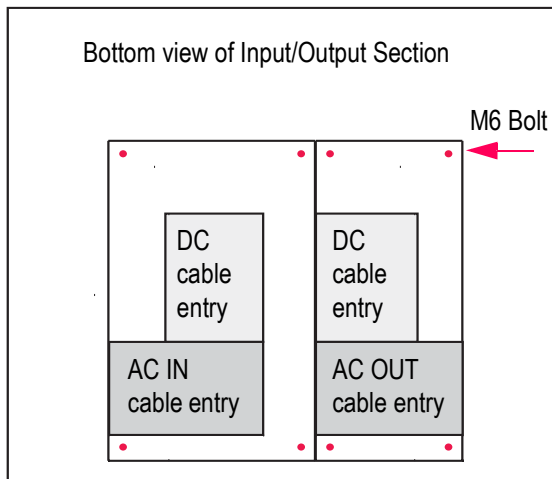 Bottom view of Input/Output Section
M6 Bolt
DC
cable
entry
DC
cable
entry
AC IN
cable entry
AC OUT
cable entry